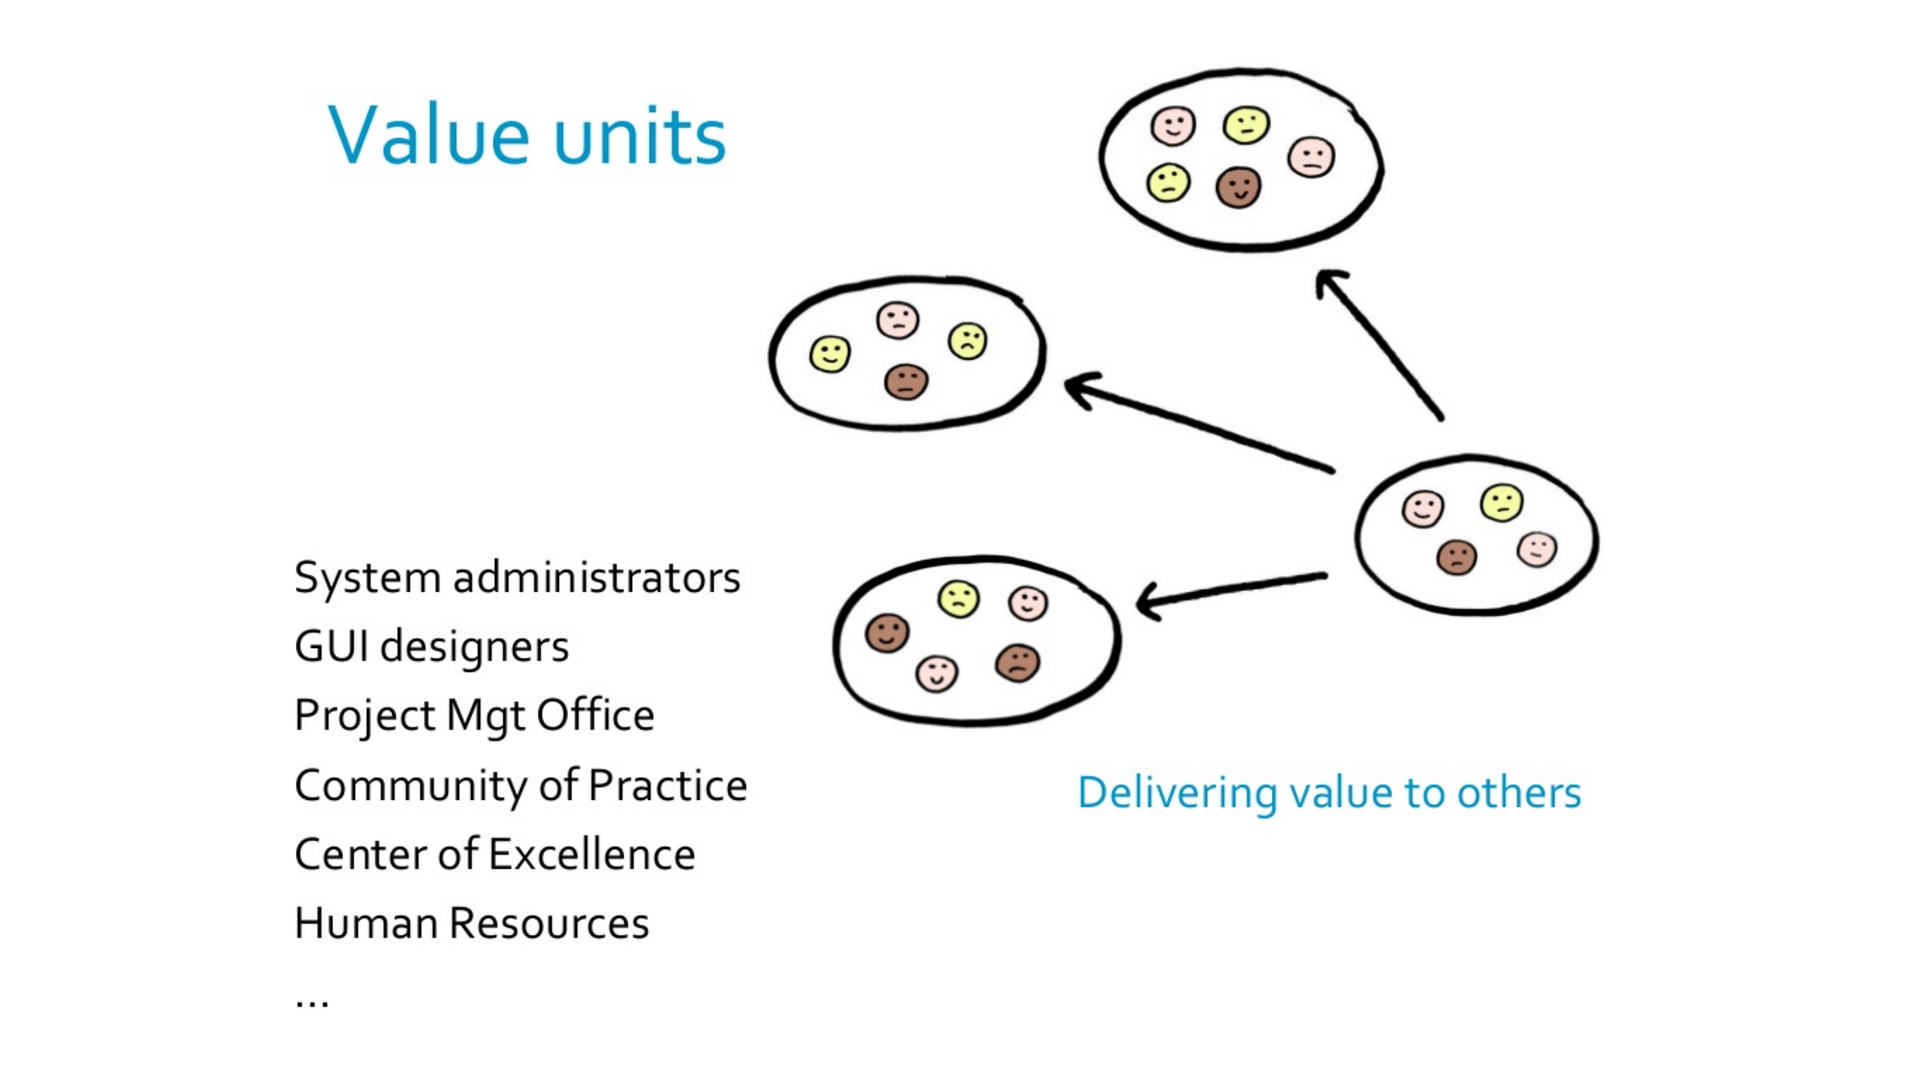 Value units
System administrators
GUI designers
Project Mgt Office
Community of Practice
Center of Excellence
Human Resources
...
Delivering value to others